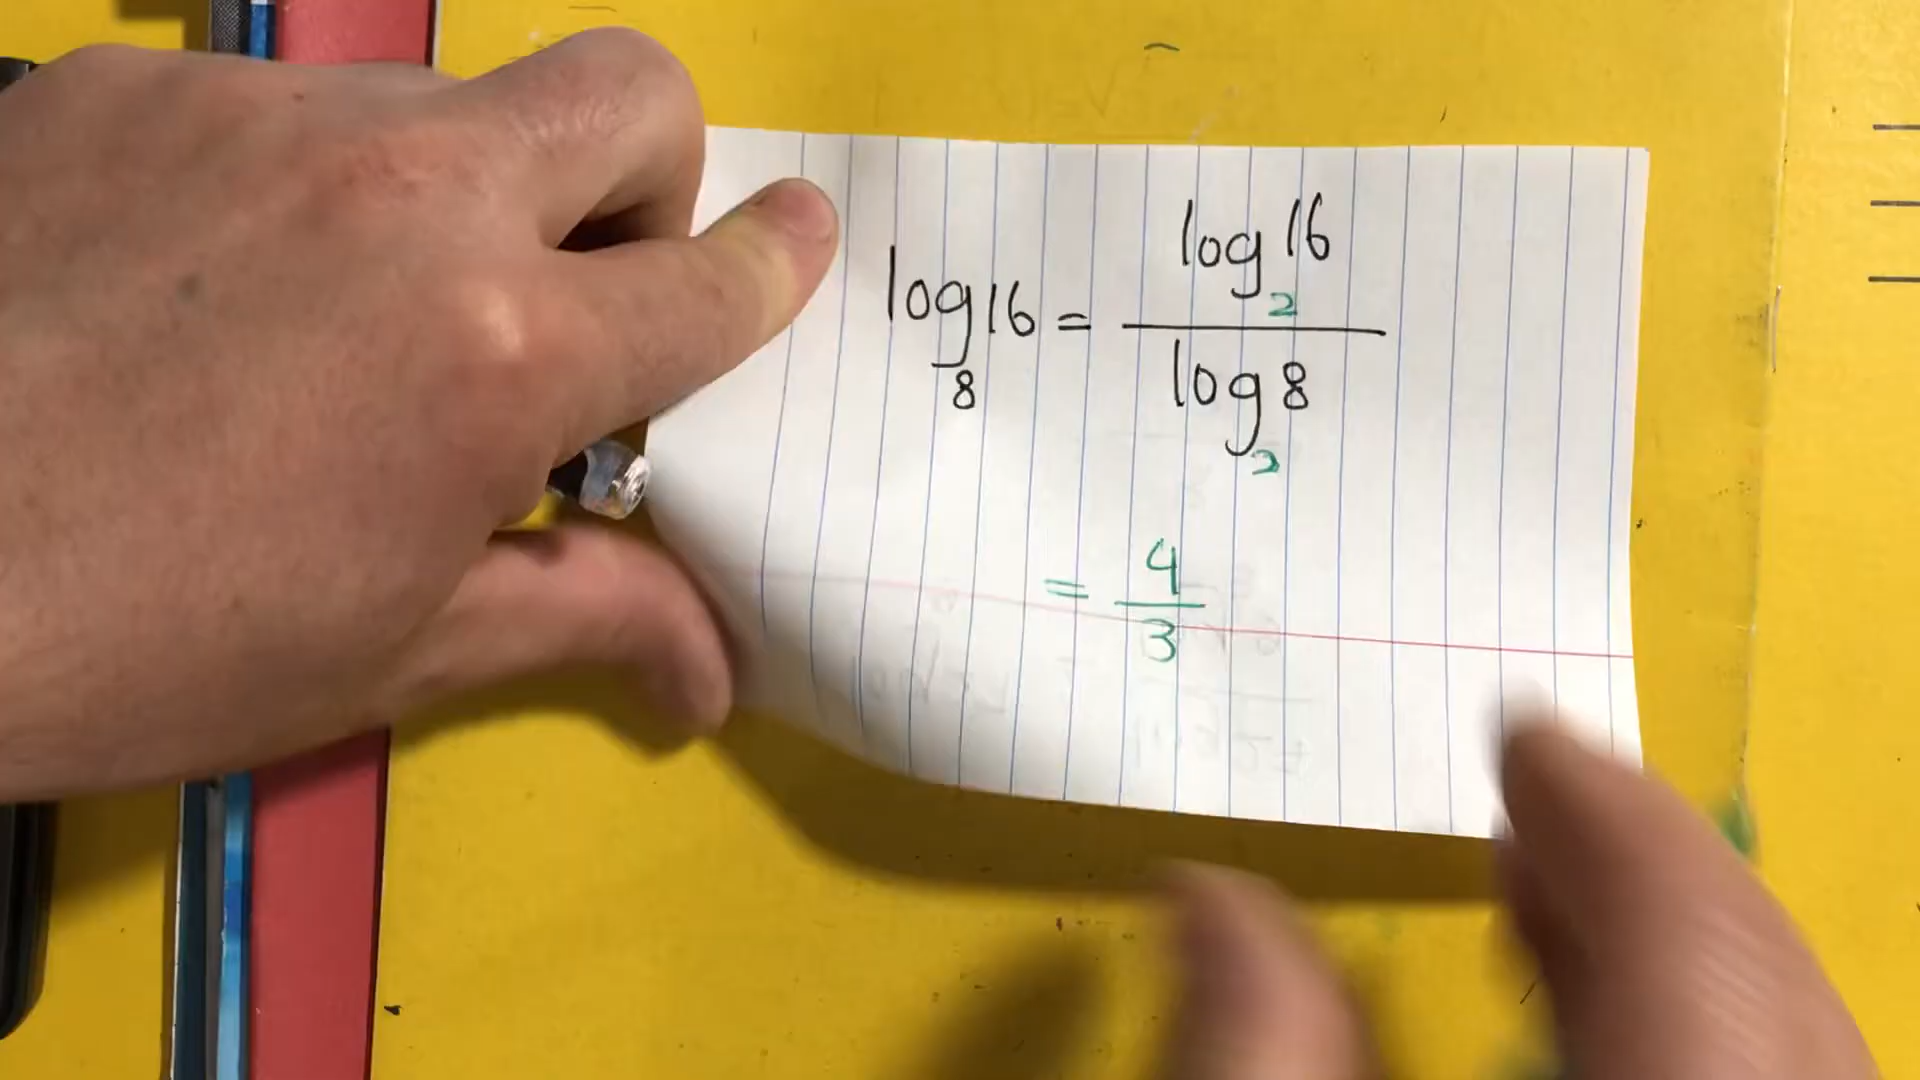 log₈16 = log₂16 / log₂8
= 4/3